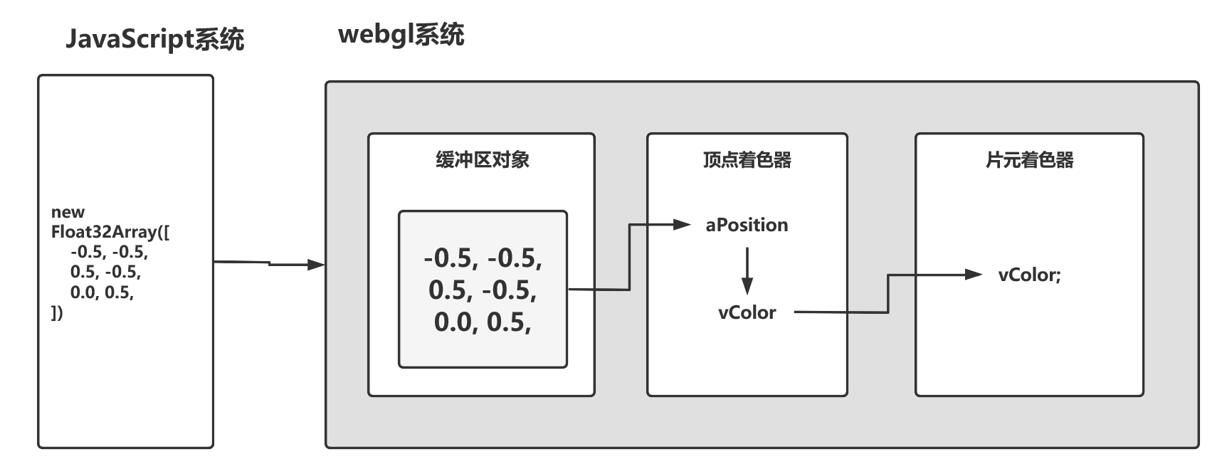 JavaScript系统
webgl系统
new
Float32Array([
-0.5, -0.5,
0.5, -0.5,
0.0, 0.5,
])
缓冲区对象
-0.5, -0.5,
0.5, -0.5,
0.0, 0.5,
顶点着色器
aPosition
vColor
片元着色器
vColor;